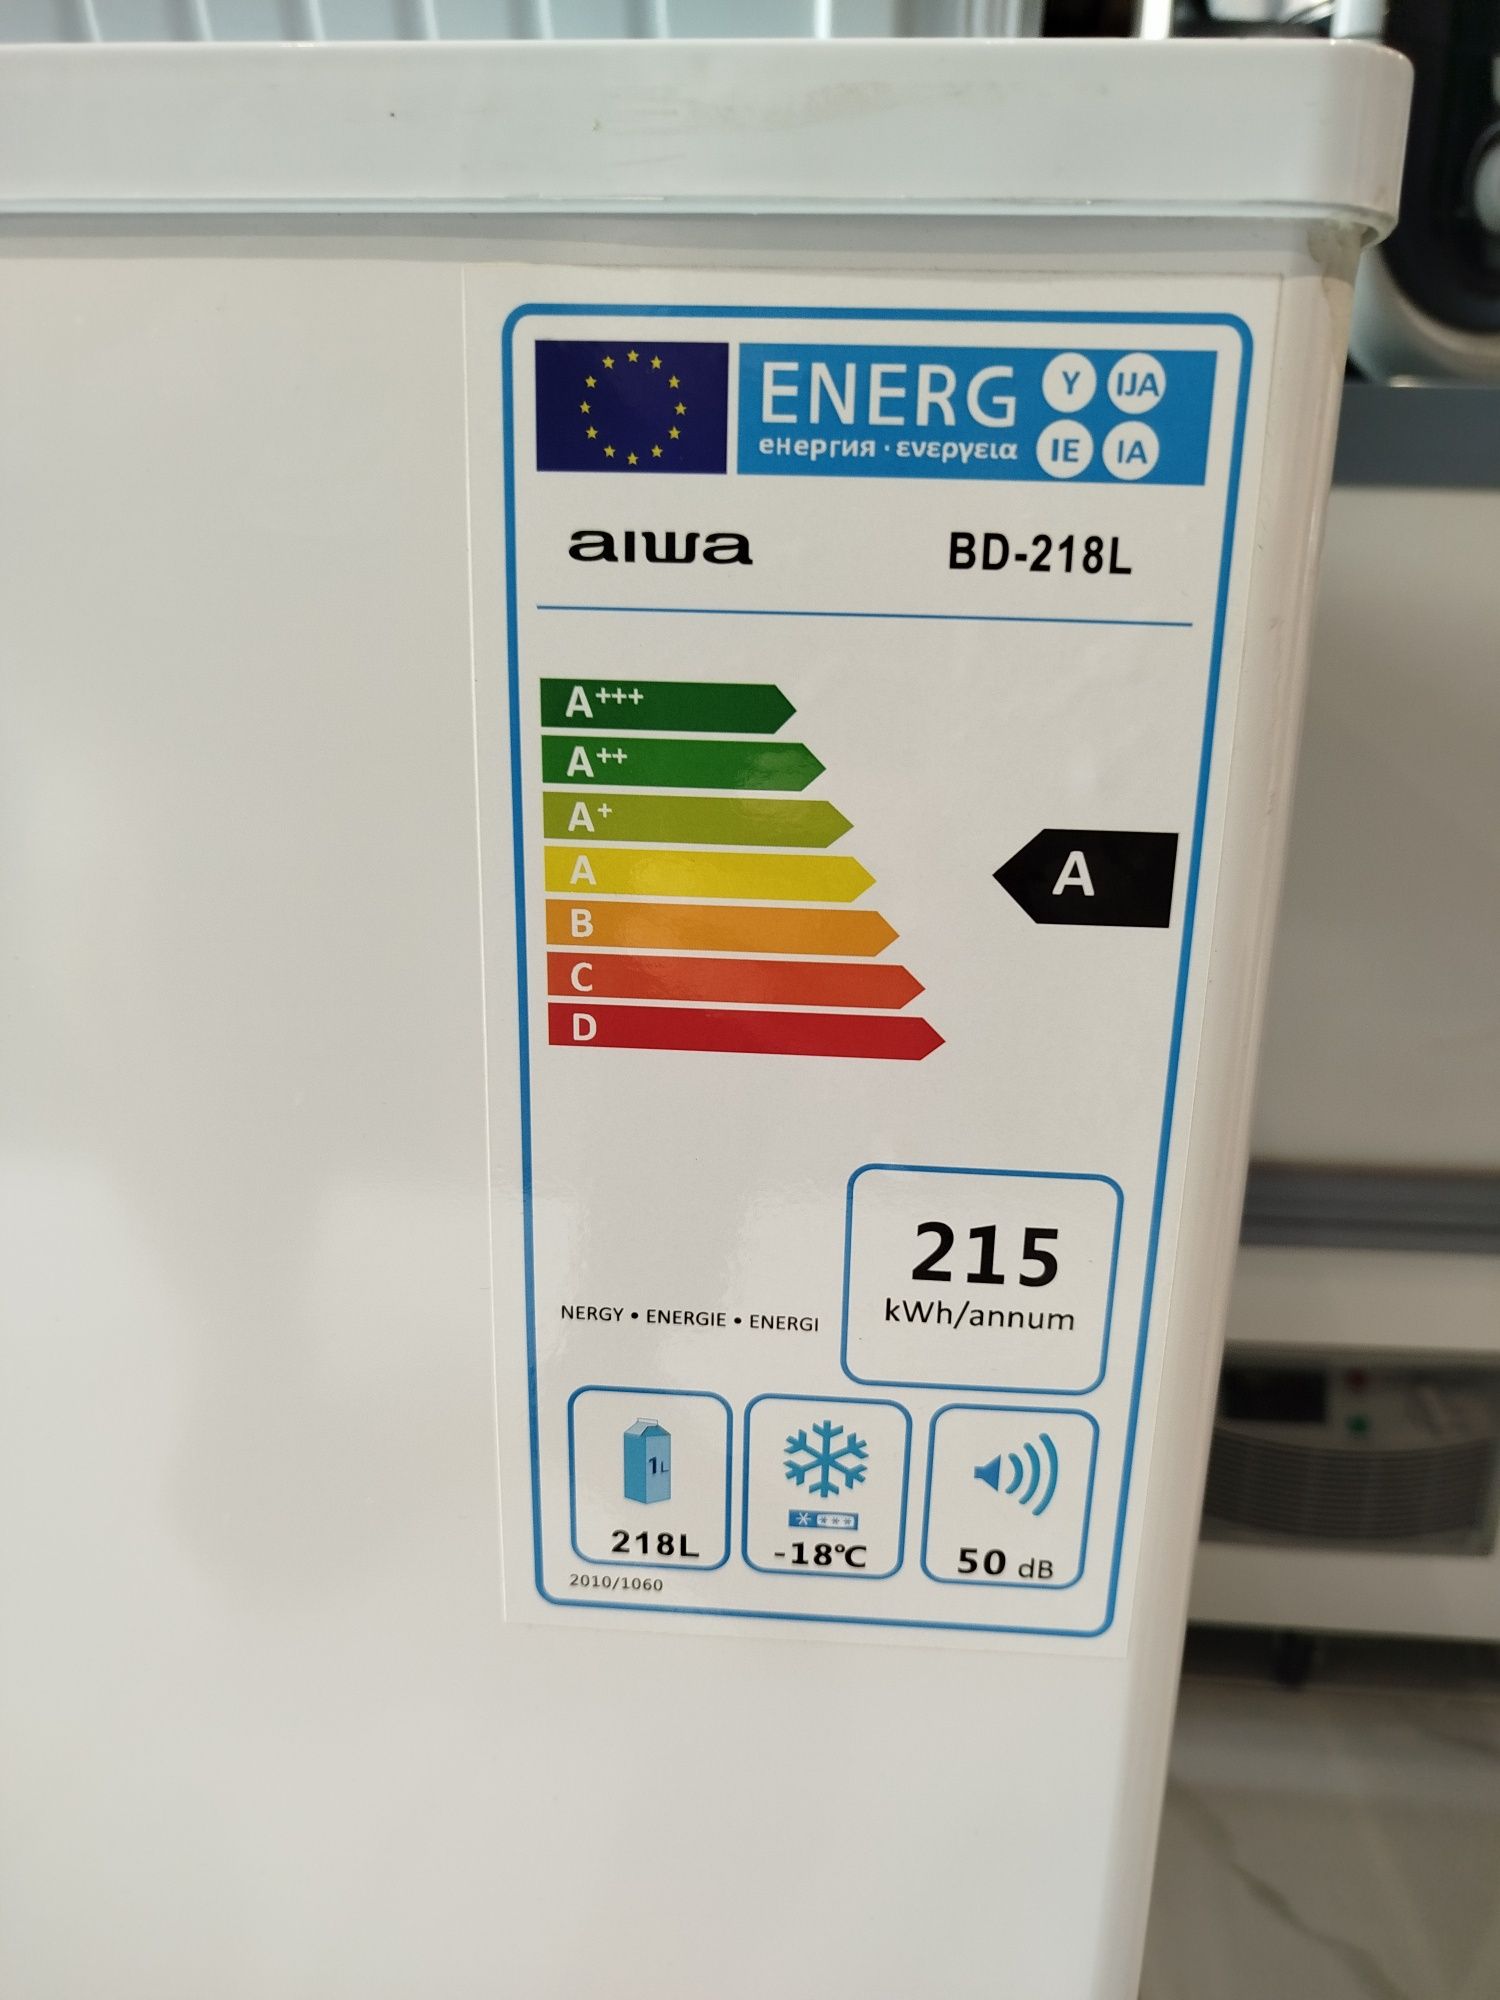 ENERG Y IJA
енергия · ενεργεια IE IA
aiwa BD-218L
A+++
A++
A+
A
A
B
C
D
215
kWh/annum
NERGY • ENERGIE • ENERGI
1L
218L
-18℃
50 dB
2010/1060